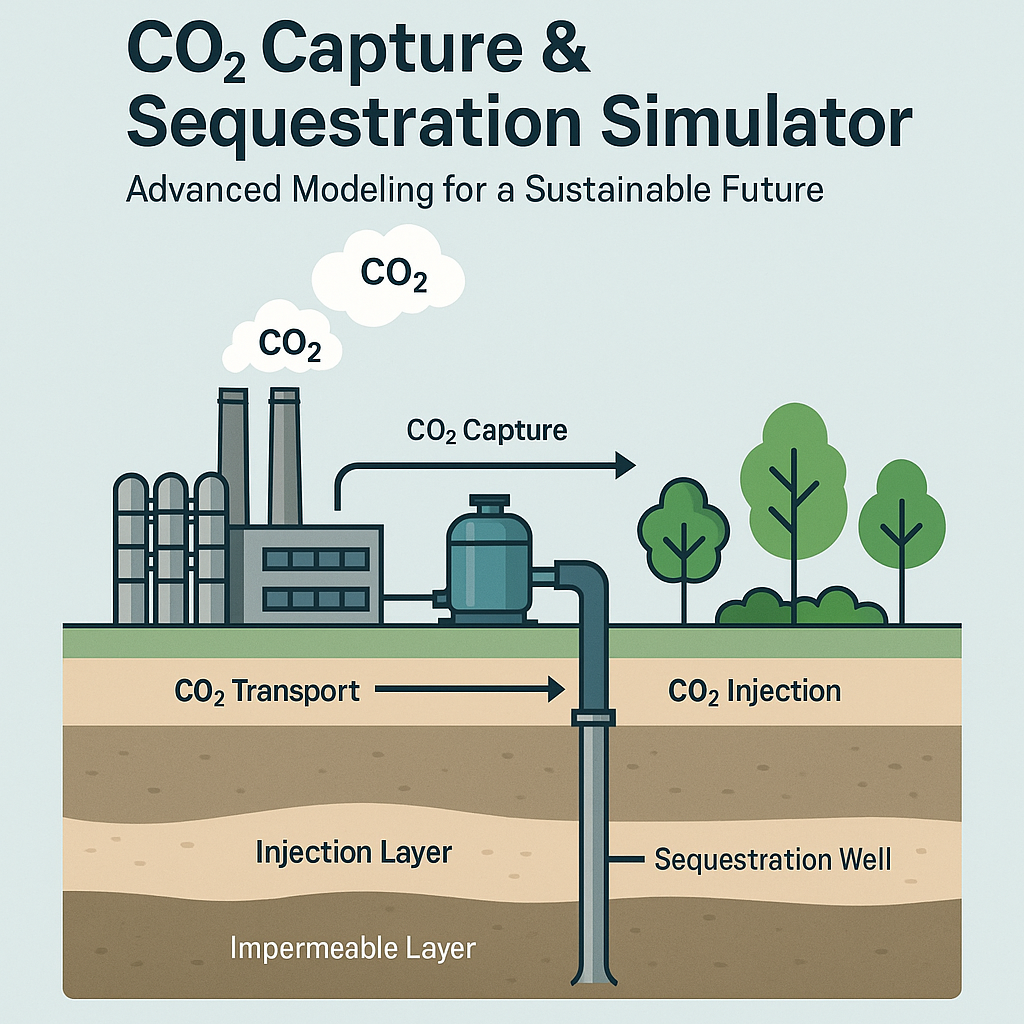 CO₂ Capture &
Sequestration Simulator
Advanced Modeling for a Sustainable Future
CO₂
CO₂
CO₂ Capture
CO₂ Transport
CO₂ Injection
Injection Layer
Sequestration Well
Impermeable Layer